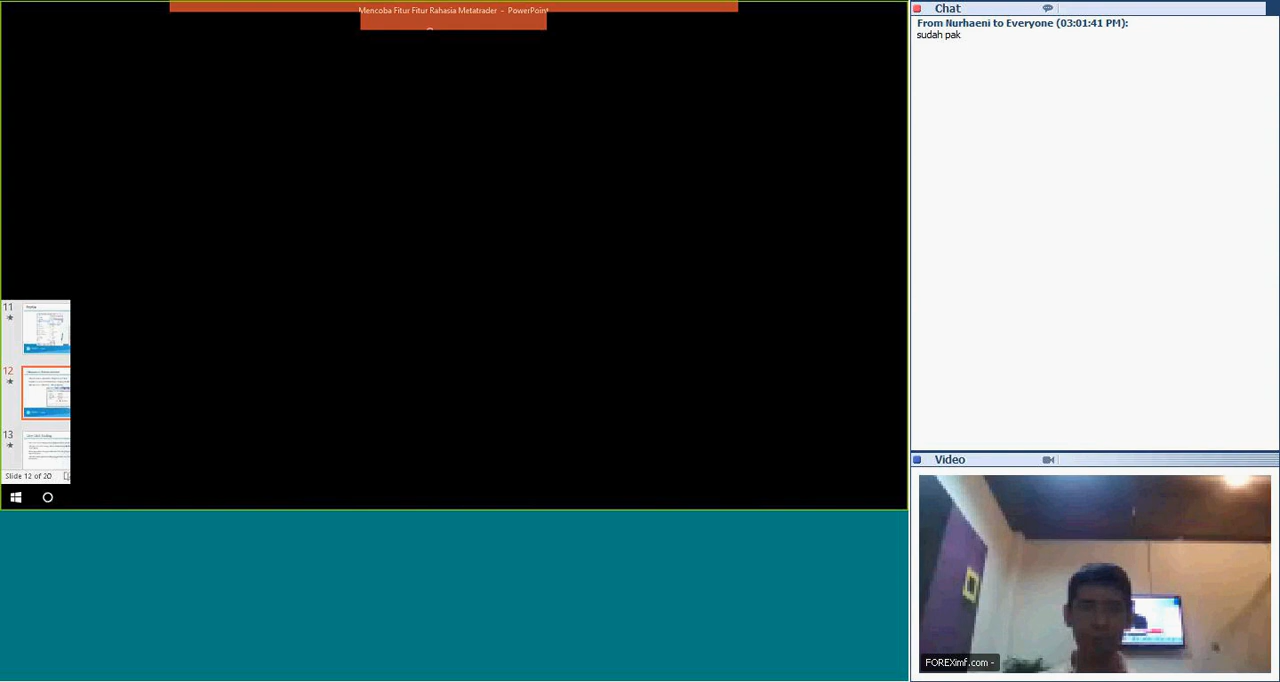 Mencoba Fitur Fitur Rahasia Metatrader - PowerPoint
11
12
13
Slide 12 of 20
Chat
From Nurhaeni to Everyone (03:01:41 PM):
sudah pak
Video
FOREXimf.com -